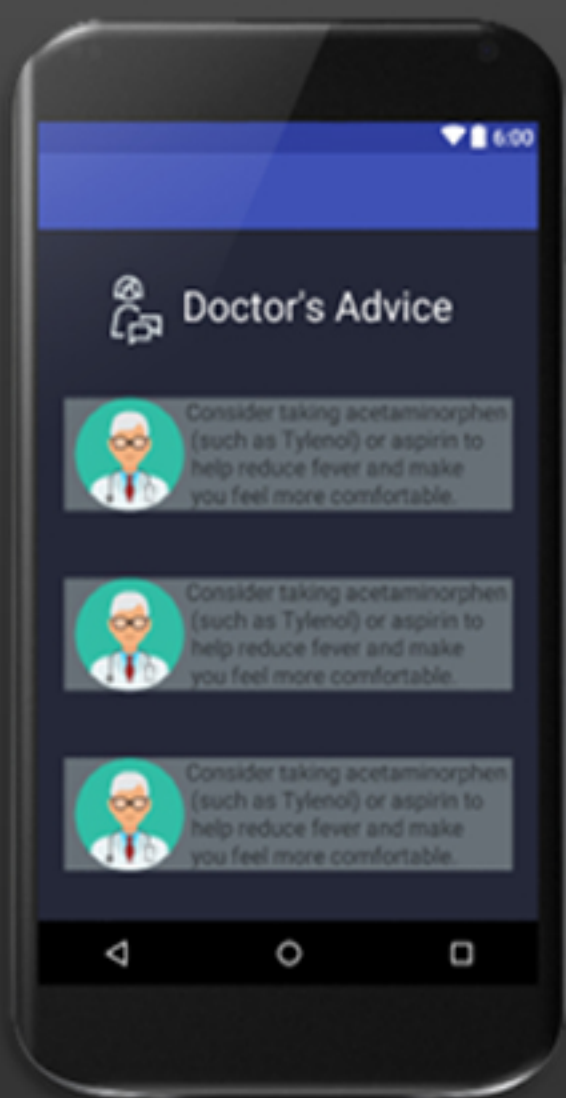 6:00
Doctor's Advice
Consider taking acetaminorphen
(such as Tylenol) or aspirin to
help reduce fever and make
you feel more comfortable.
Consider taking acetaminorphen
(such as Tylenol) or aspirin to
help reduce fever and make
you feel more comfortable.
Consider taking acetaminorphen
(such as Tylenol) or aspirin to
help reduce fever and make
you feel more comfortable.